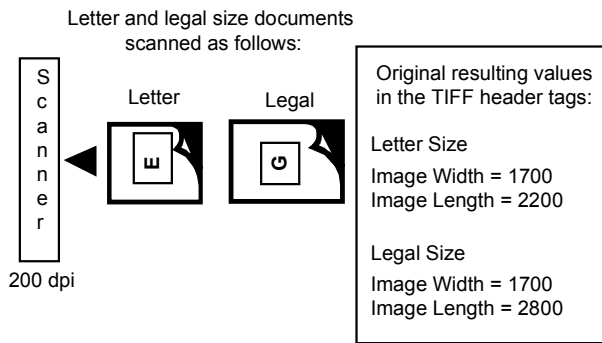 Letter and legal size documents
scanned as follows:
Scanner
200 dpi
Letter
E
Legal
G
Original resulting values
in the TIFF header tags:
Letter Size
Image Width = 1700
Image Length = 2200
Legal Size
Image Width = 1700
Image Length = 2800